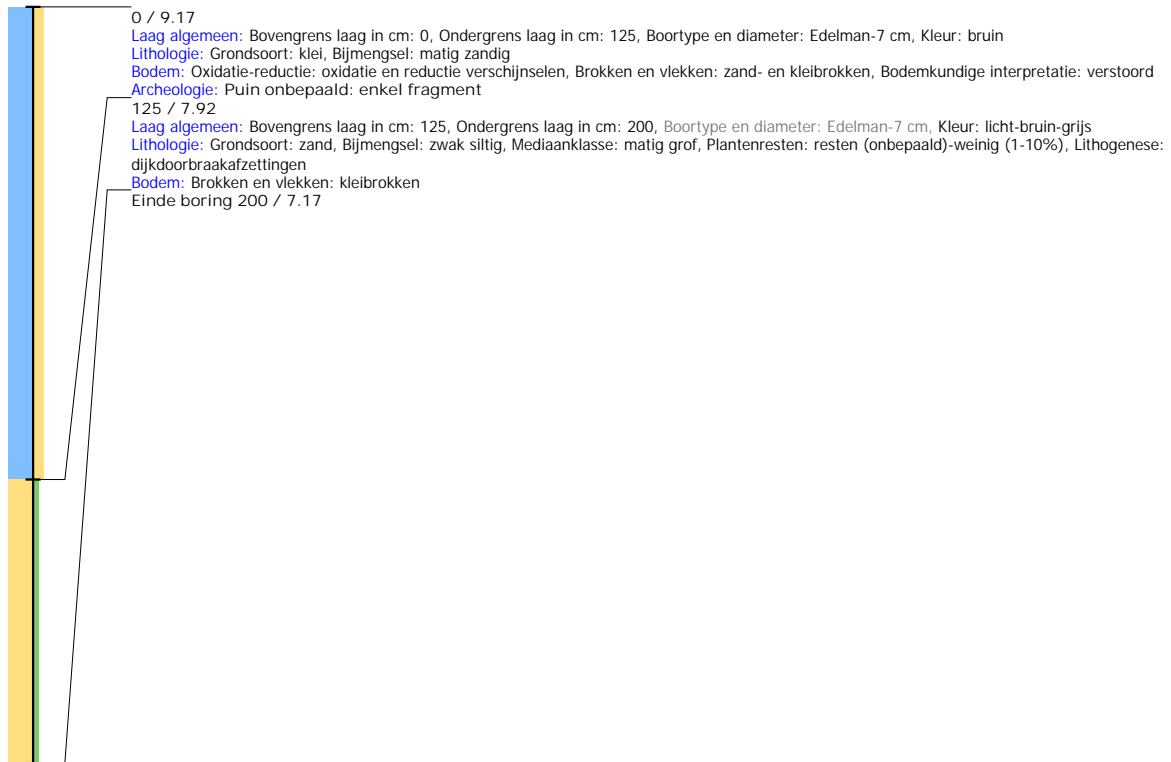 0 / 9.17
Laag algemeen: Bovengrens laag in cm: 0, Ondergrens laag in cm: 125, Boortype en diameter: Edelman-7 cm, Kleur: bruin
Lithologie: Grondsoort: klei, Bijmengsel: matig zandig
Bodem: Oxidatie-reductie: oxidatie en reductie verschijnselen, Brokken en vlekken: zand- en kleibrokken, Bodemkundige interpretatie: verstoord
Archeologie: Puin onbepaald: enkel fragment
125 / 7.92
Laag algemeen: Bovengrens laag in cm: 125, Ondergrens laag in cm: 200, Boortype en diameter: Edelman-7 cm, Kleur: licht-bruin-grijs
Lithologie: Grondsoort: zand, Bijmengsel: zwak siltig, Mediaanklasse: matig grof, Plantenresten: resten (onbepaald)-weinig (1-10%), Lithogenese:
dijkdoorbraakafzettingen
Bodem: Brokken en vlekken: kleibrokken
Einde boring 200 / 7.17